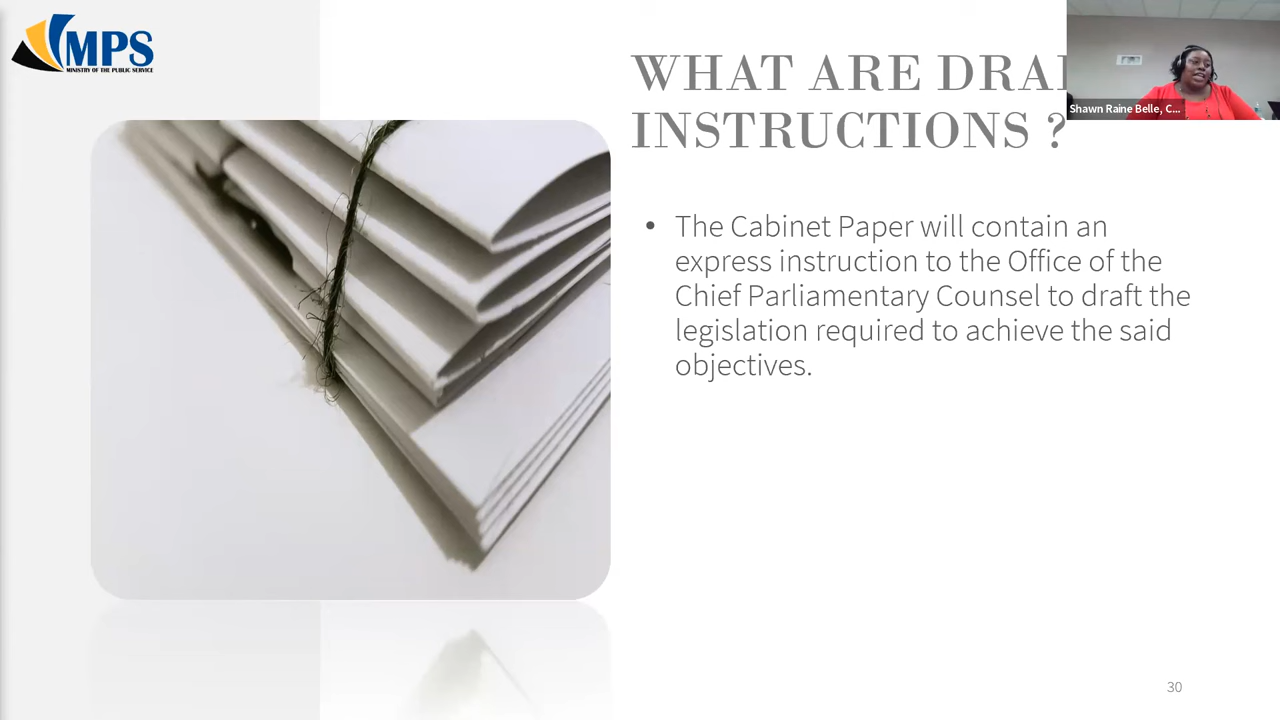 MPS
MINISTRY OF THE PUBLIC SERVICE
WHAT ARE
INSTRUCTIONS ?
Shawn Raine Belle, C...
• The Cabinet Paper will contain an
express instruction to the Office of the
Chief Parliamentary Counsel to draft the
legislation required to achieve the said
objectives.
30